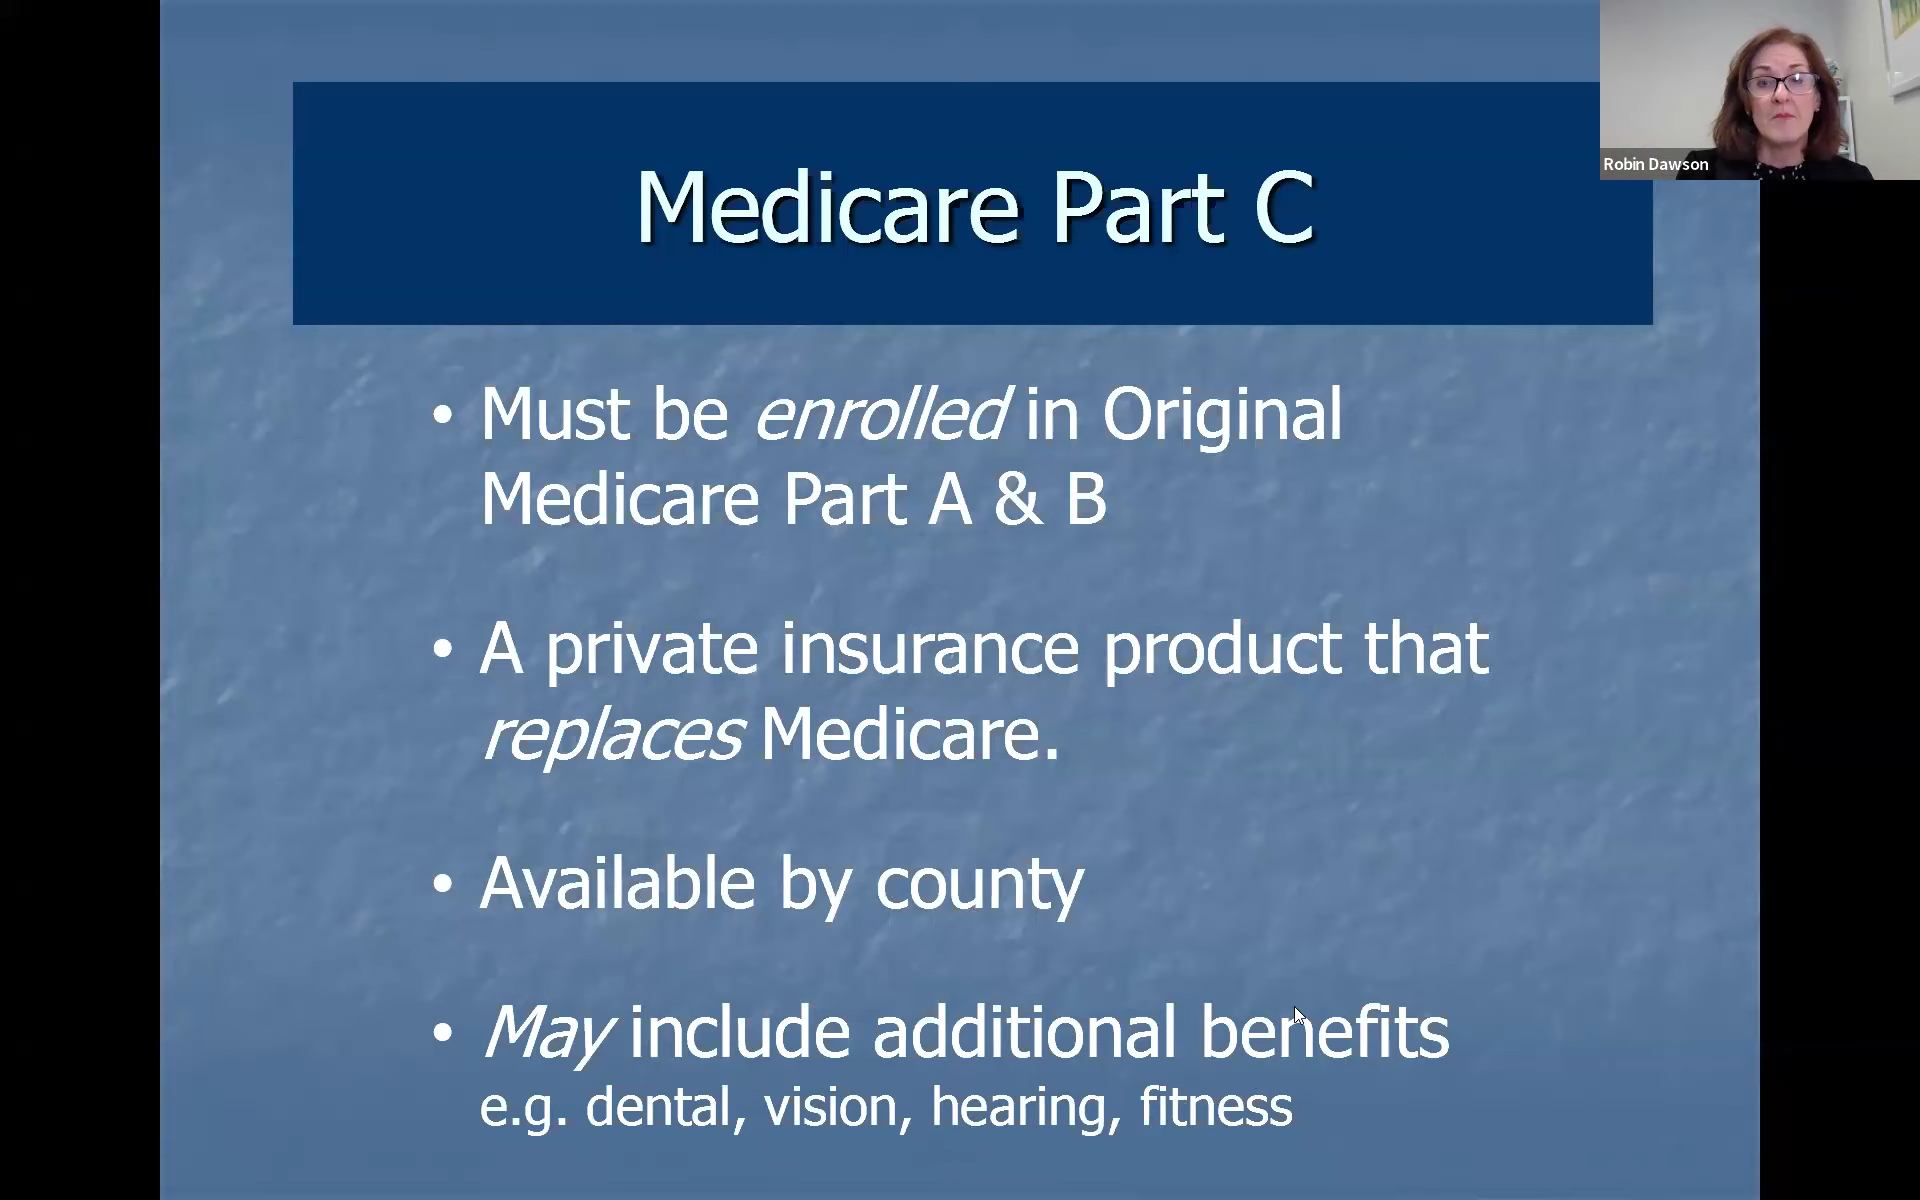 Medicare Part C
Robin Dawson
• Must be enrolled in Original
Medicare Part A & B
• A private insurance product that
replaces Medicare.
• Available by county
• May include additional benefits
e.g. dental, vision, hearing, fitness